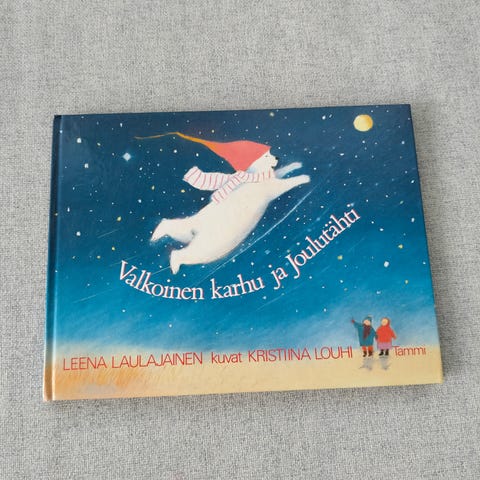 Valkoinen karhu ja Joulutähti
LEENA LAULAJAINEN kuvat KRISTIINA LOUHI Tammi